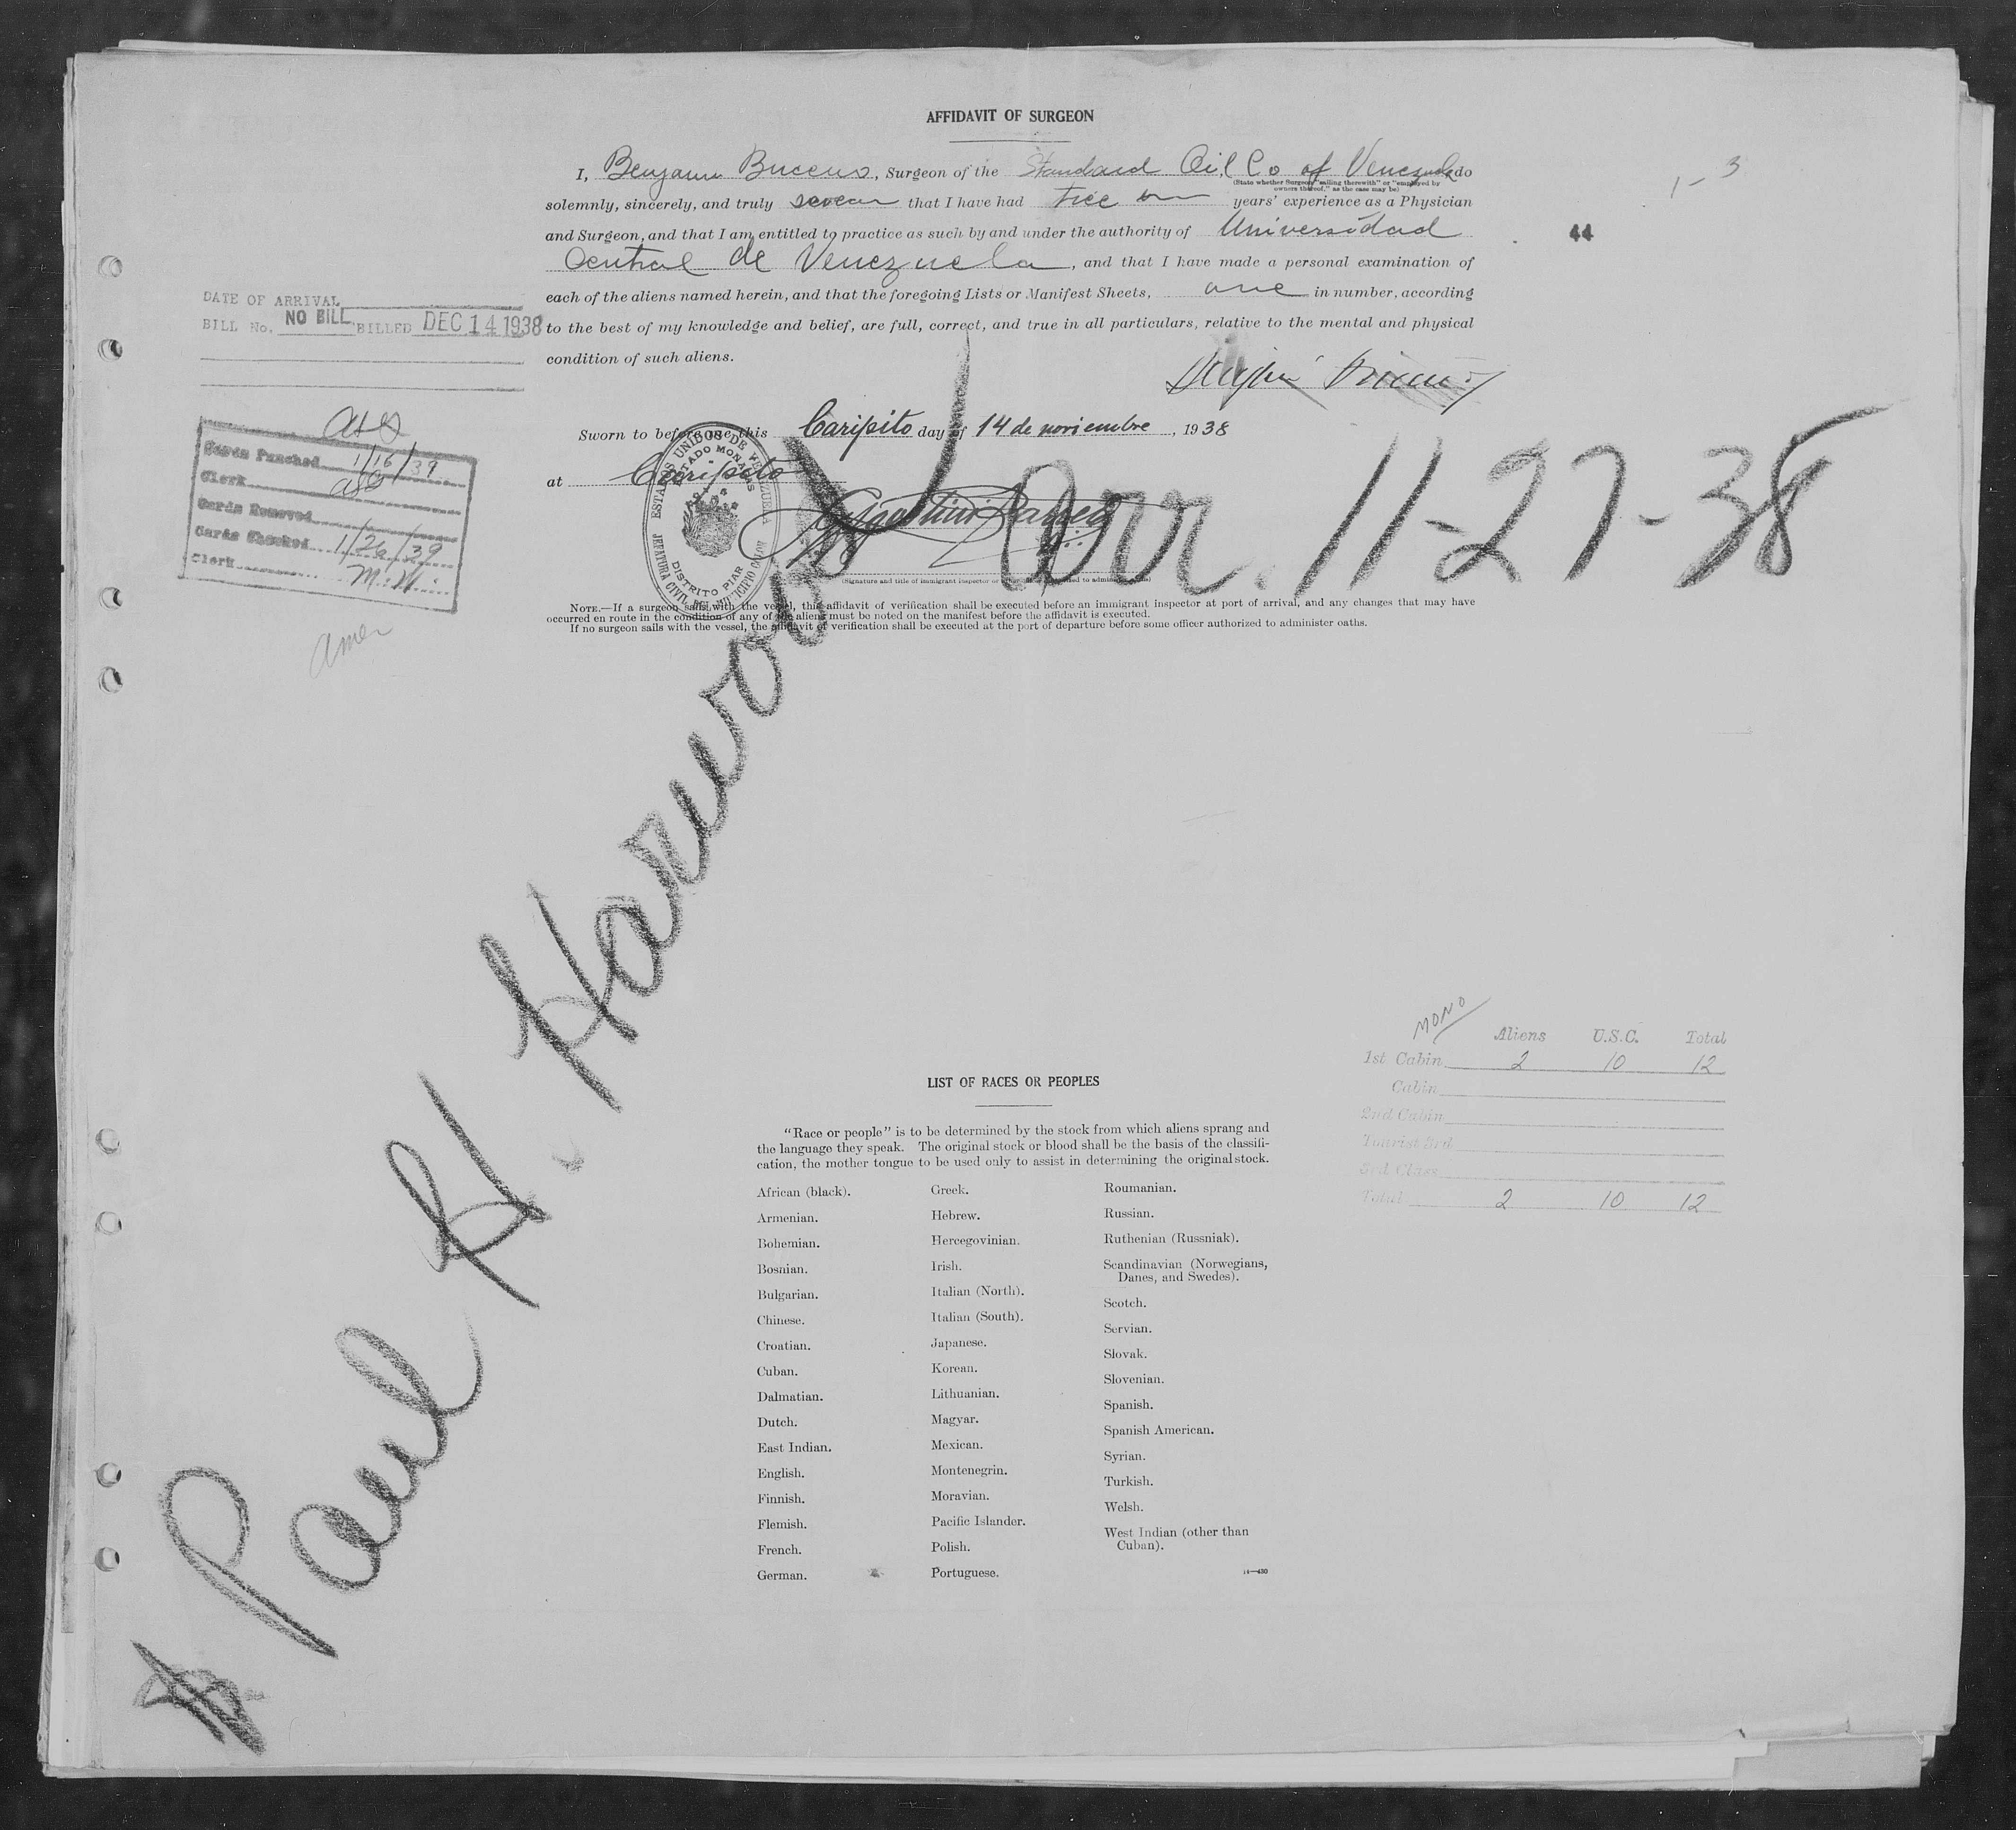 AFFIDAVIT OF SURGEON
I, Benjamin Briceno, Surgeon of the Standard Oil Co of Venezuela do
(State whether Surgeon "sailing therewith" or "employed by
owners thereof," as the case may be)
1-3
solemnly, sincerely, and truly swear that I have had years' experience as a Physician
and Surgeon, and that I am entitled to practice as such by and under the authority of Universidad
44
Central de Venezuela, and that I have made a personal examination of
each of the aliens named herein, and that the foregoing Lists or Manifest Sheets, one in number, according
to the best of my knowledge and belief, are full, correct, and true in all particulars, relative to the mental and physical
condition of such aliens.
DATE OF ARRIVAL
BILL No. NO BILL BILLED DEC 14 1938
Sworn to before me this Caripito day of 14 de noviembre, 1938
at Caripito
ESTADOS UNIDOS DE VENEZUELA
ESTADO MONAGAS
DISTRITO PIAR
JEFATURA CIVIL DEL MUNICIPIO
(Signature and title of immigrant inspector or to administer oaths)
Cards Punched 1/16/39
Clerk
Cards Removed
Cards Checked 1/26/39
Clerk M.H.
amer
Arr. 11-27-38
NOTE.—If a surgeon sails with the vessel, this affidavit of verification shall be executed before an immigrant inspector at port of arrival, and any changes that may have
occurred en route in the condition of any of the aliens must be noted on the manifest before the affidavit is executed.
If no surgeon sails with the vessel, the affidavit of verification shall be executed at the port of departure before some officer authorized to administer oaths.
Paul H. Harwood
MONO
Aliens U.S.C. Total
1st Cabin 2 10 12
Cabin
2nd Cabin
Tourist 3rd
3rd Class
Total 2 10 12
LIST OF RACES OR PEOPLES
"Race or people" is to be determined by the stock from which aliens sprang and
the language they speak. The original stock or blood shall be the basis of the classifi-
cation, the mother tongue to be used only to assist in determining the original stock.
African (black).
Armenian.
Bohemian.
Bosnian.
Bulgarian.
Chinese.
Croatian.
Cuban.
Dalmatian.
Dutch.
East Indian.
English.
Finnish.
Flemish.
French.
German.
Greek.
Hebrew.
Hercegovinian.
Irish.
Italian (North).
Italian (South).
Japanese.
Korean.
Lithuanian.
Magyar.
Mexican.
Montenegrin.
Moravian.
Pacific Islander.
Polish.
Portuguese.
Roumanian.
Russian.
Ruthenian (Russniak).
Scandinavian (Norwegians,
Danes, and Swedes).
Scotch.
Servian.
Slovak.
Slovenian.
Spanish.
Spanish American.
Syrian.
Turkish.
Welsh.
West Indian (other than
Cuban).
14—430